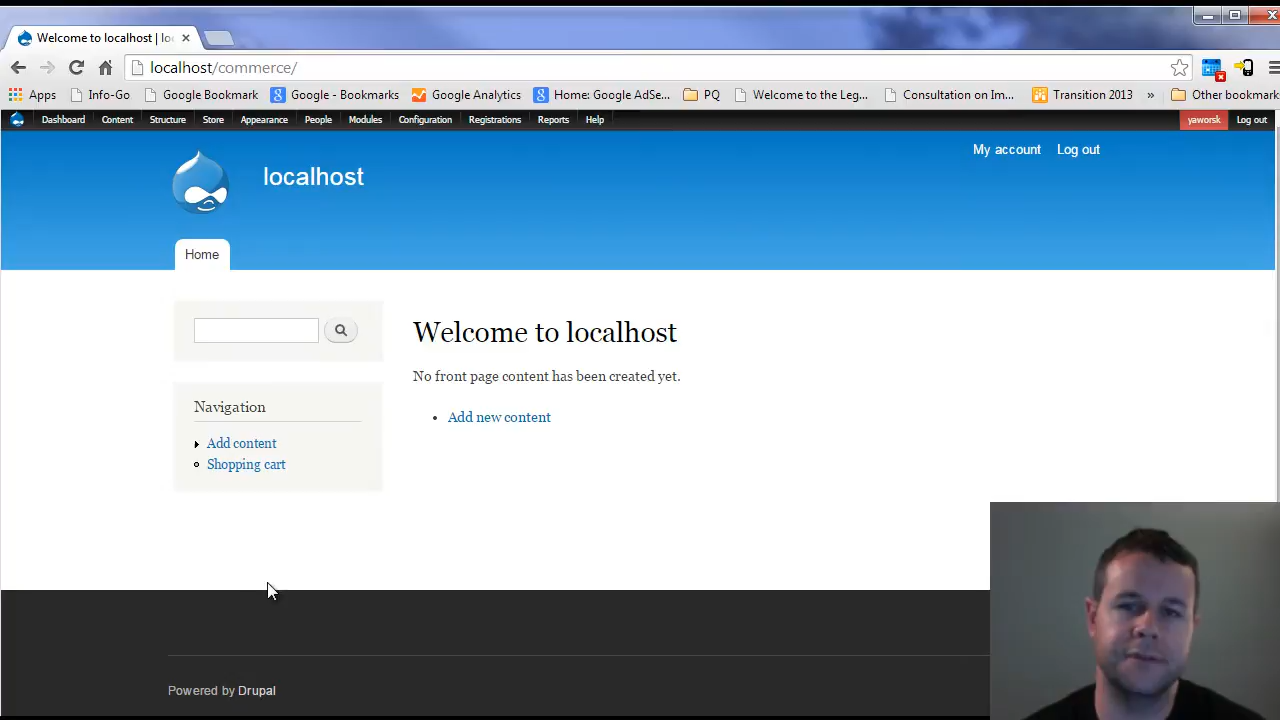 Welcome to localhost | lo
localhost/commerce/
Apps Info-Go Google Bookmark Google - Bookmarks Google Analytics Home: Google AdSe... PQ Welcome to the Leg... Consultation on Im... Transition 2013 » Other bookmark
Dashboard Content Structure Store Appearance People Modules Configuration Registrations Reports Help yaworsk Log out
My account Log out
localhost
Home
Welcome to localhost
No front page content has been created yet.
Navigation
Add new content
Add content
Shopping cart
Powered by Drupal